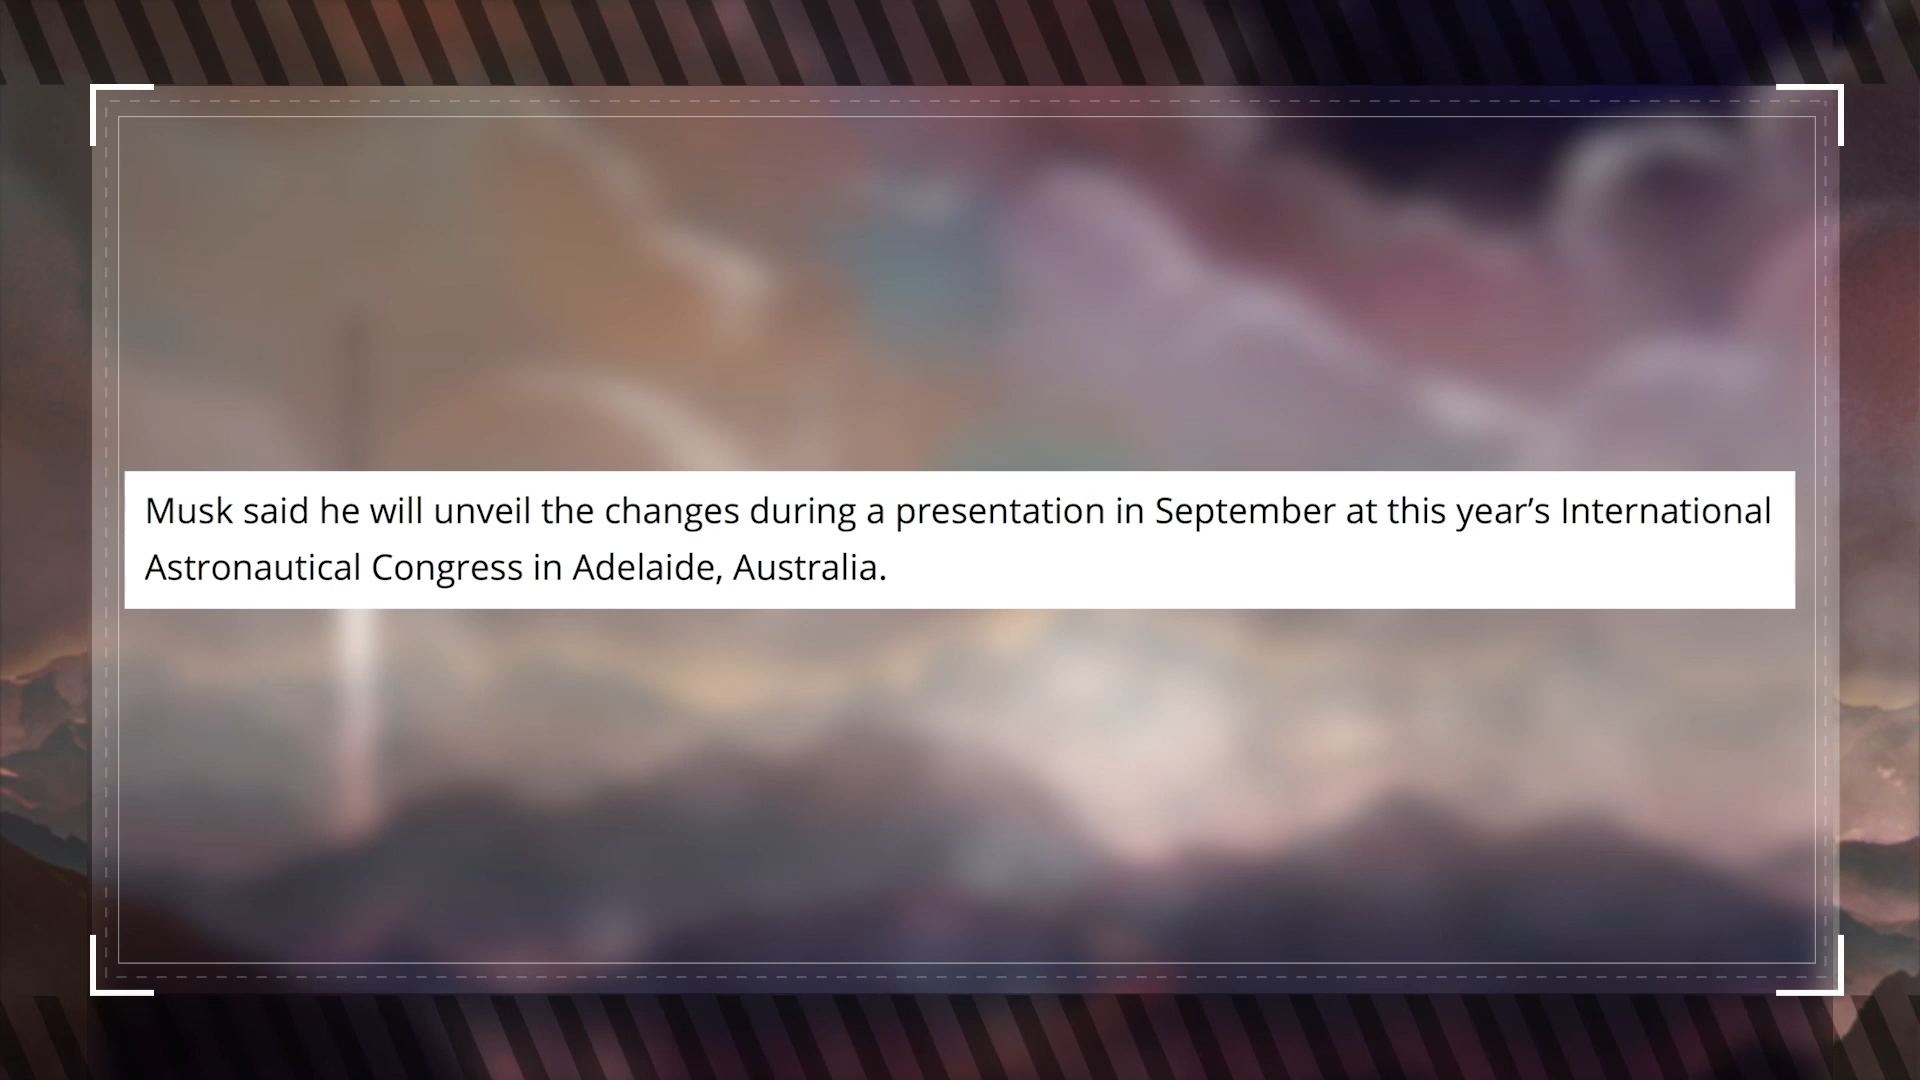 Musk said he will unveil the changes during a presentation in September at this year’s International
Astronautical Congress in Adelaide, Australia.